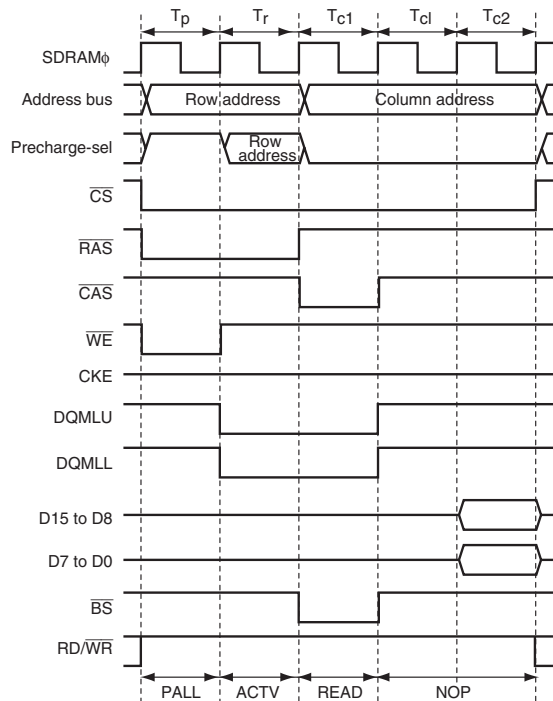 Tp Tr Tc1 Tcl Tc2
SDRAMϕ
Address bus Row address Column address
Precharge-sel Row
address
CS
RAS
CAS
WE
CKE
DQMLU
DQMLL
D15 to D8
D7 to D0
BS
RD/WR
PALL ACTV READ NOP